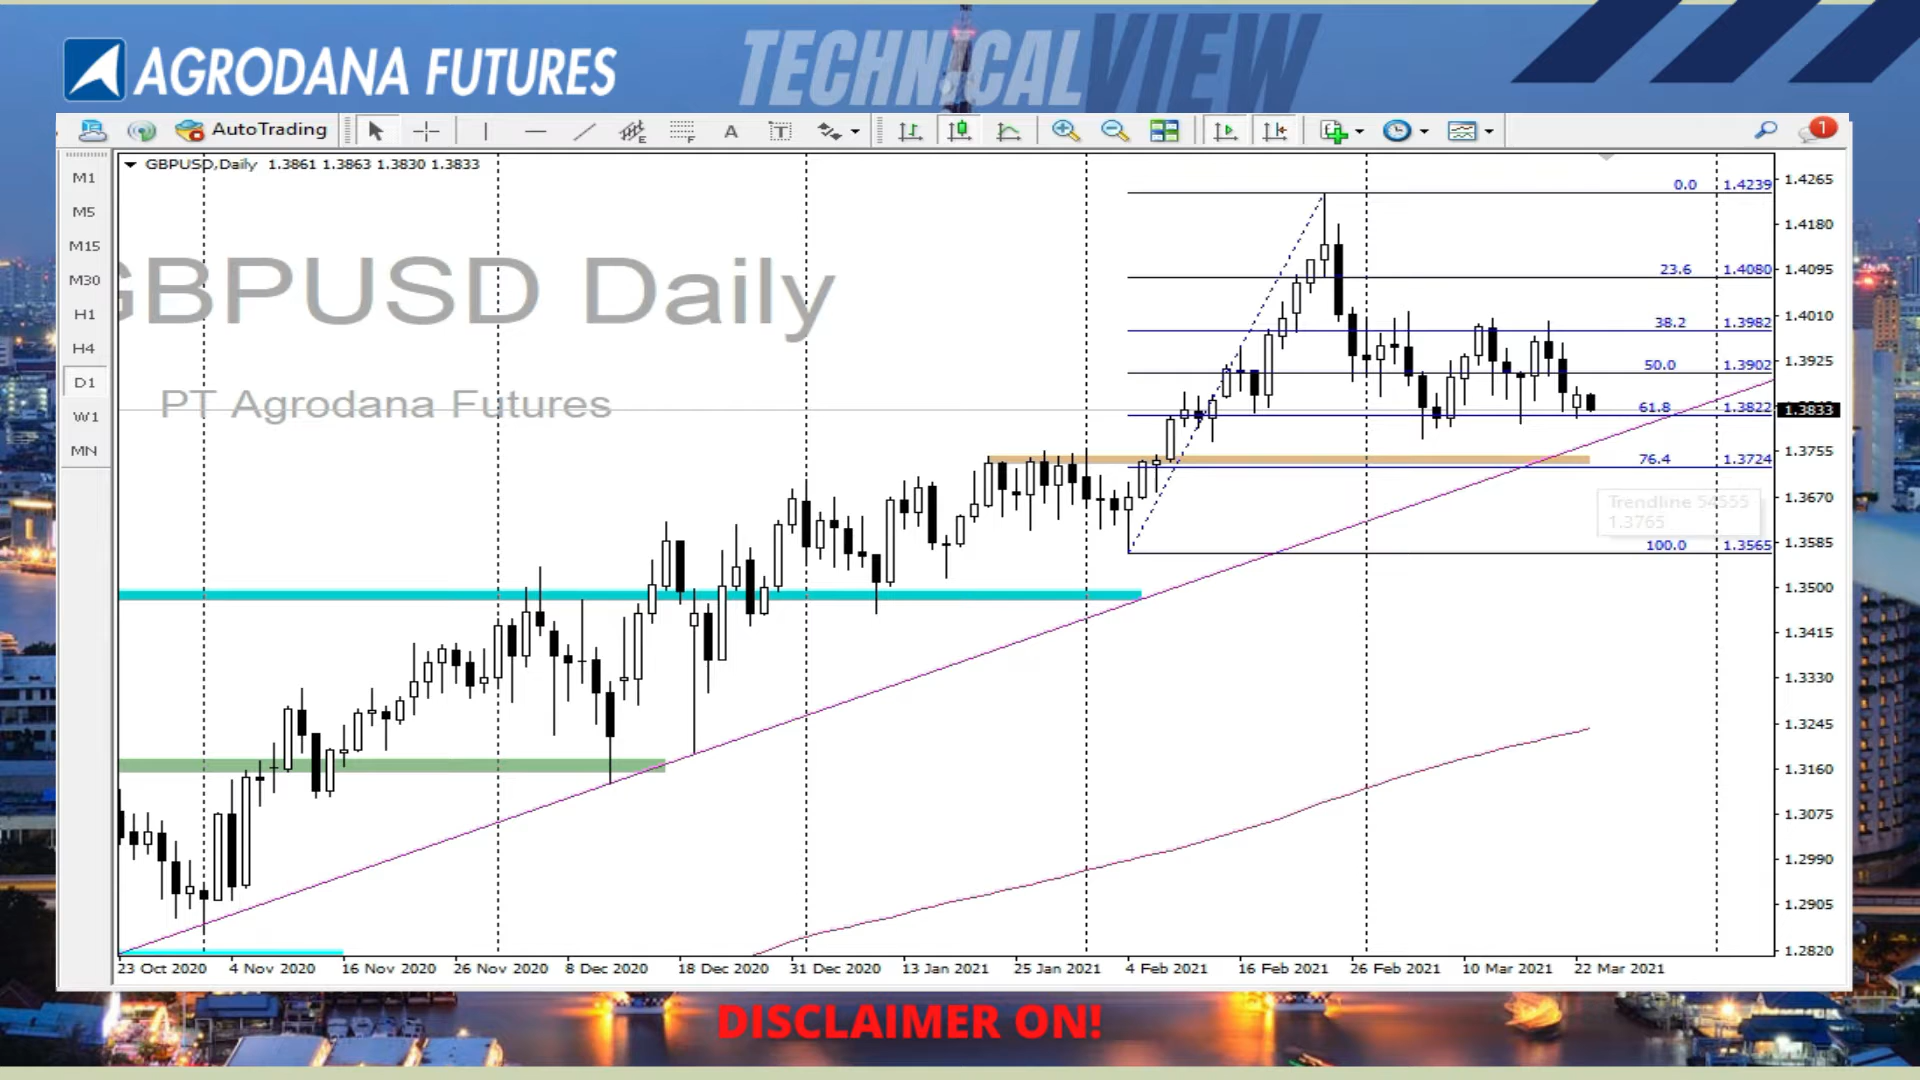 AGRODANA FUTURES
TECHNICAL VIEW
AutoTrading
E
F
A
T
1
GBPUSD,Daily 1.3861 1.3863 1.3830 1.3833
M1
M5
M15
M30
H1
H4
D1
W1
MN
GBPUSD Daily
PT Agrodana Futures
0.0 1.4239
23.6 1.4080
38.2 1.3982
50.0 1.3902
61.8 1.3822
76.4 1.3724
100.0 1.3565
Trendline 54555
1.3765
1.4265
1.4180
1.4095
1.4010
1.3925
1.3833
1.3755
1.3670
1.3585
1.3500
1.3415
1.3330
1.3245
1.3160
1.3075
1.2990
1.2905
1.2820
23 Oct 2020 4 Nov 2020 16 Nov 2020 26 Nov 2020 8 Dec 2020 18 Dec 2020 31 Dec 2020 13 Jan 2021 25 Jan 2021 4 Feb 2021 16 Feb 2021 26 Feb 2021 10 Mar 2021 22 Mar 2021
DISCLAIMER ON!